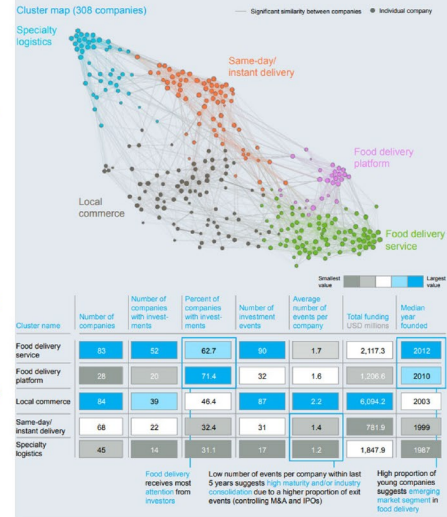 Cluster map (308 companies)
Significant similarity between companies
Individual company
Specialty
logistics
Same-day/
instant delivery
Food delivery
platform
Local
commerce
Food delivery
service
Smallest
value
Largest
value
Cluster name
Number of
companies
Number of
companies
with invest-
ments
Percent of
companies
with invest-
ments
Number of
investment
events
Average
number of
events per
company
Total funding
USD millions
Median
year
founded
Food delivery
service
83 52 62.7 90 1.7 2,117.3 2012
Food delivery
platform
28 20 71.4 32 1.6 1,206.6 2010
Local commerce 84 39 46.4 87 2.2 6,094.2 2003
Same-day/
instant delivery
68 22 32.4 31 1.4 781.9 1999
Specialty
logistics
45 14 31.1 17 1.2 1,847.9 1987
Food delivery
receives most
attention from
investors
Low number of events per company within last
5 years suggests high maturity and/or industry
consolidation due to a higher proportion of exit
events (controlling M&A and IPOs)
High proportion of
young companies
suggests emerging
market segment in
food delivery